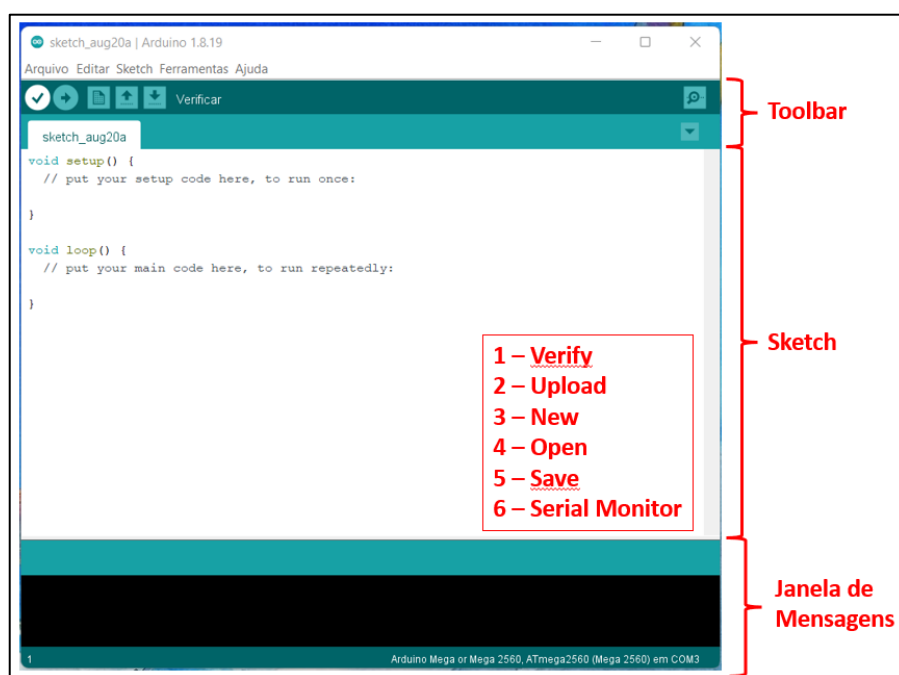 sketch_aug20a | Arduino 1.8.19
Arquivo Editar Sketch Ferramentas Ajuda
Verificar
Toolbar
sketch_aug20a
void setup() {
// put your setup code here, to run once:
}
void loop() {
// put your main code here, to run repeatedly:
}
Sketch
1 – Verify
2 – Upload
3 – New
4 – Open
5 – Save
6 – Serial Monitor
Janela de
Mensagens
1
Arduino Mega or Mega 2560, ATmega2560 (Mega 2560) em COM3